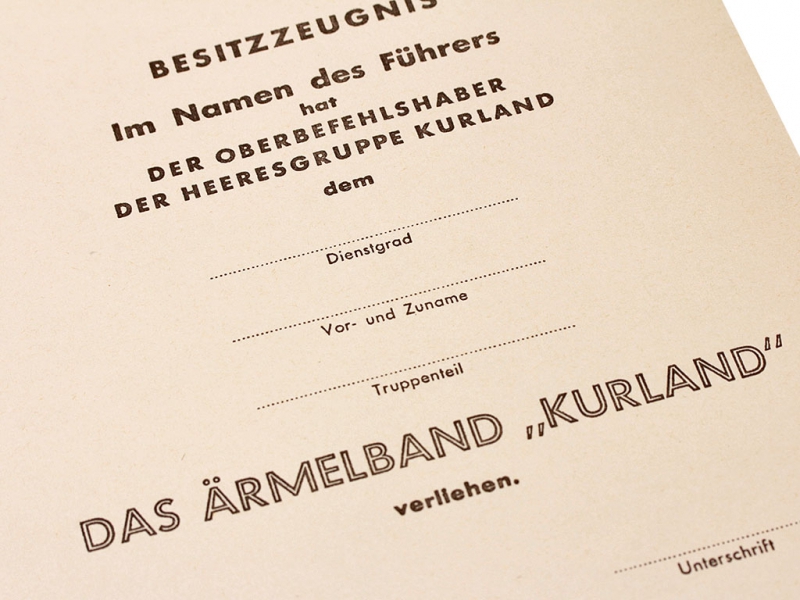 BESITZZEUGNIS
Im Namen des Führers
hat
DER OBERBEFEHLSHABER
DER HEERESGRUPPE KURLAND
dem
Dienstgrad
Vor- und Zuname
Truppenteil
DAS ÄRMELBAND „KURLAND“
verliehen.
Unterschrift